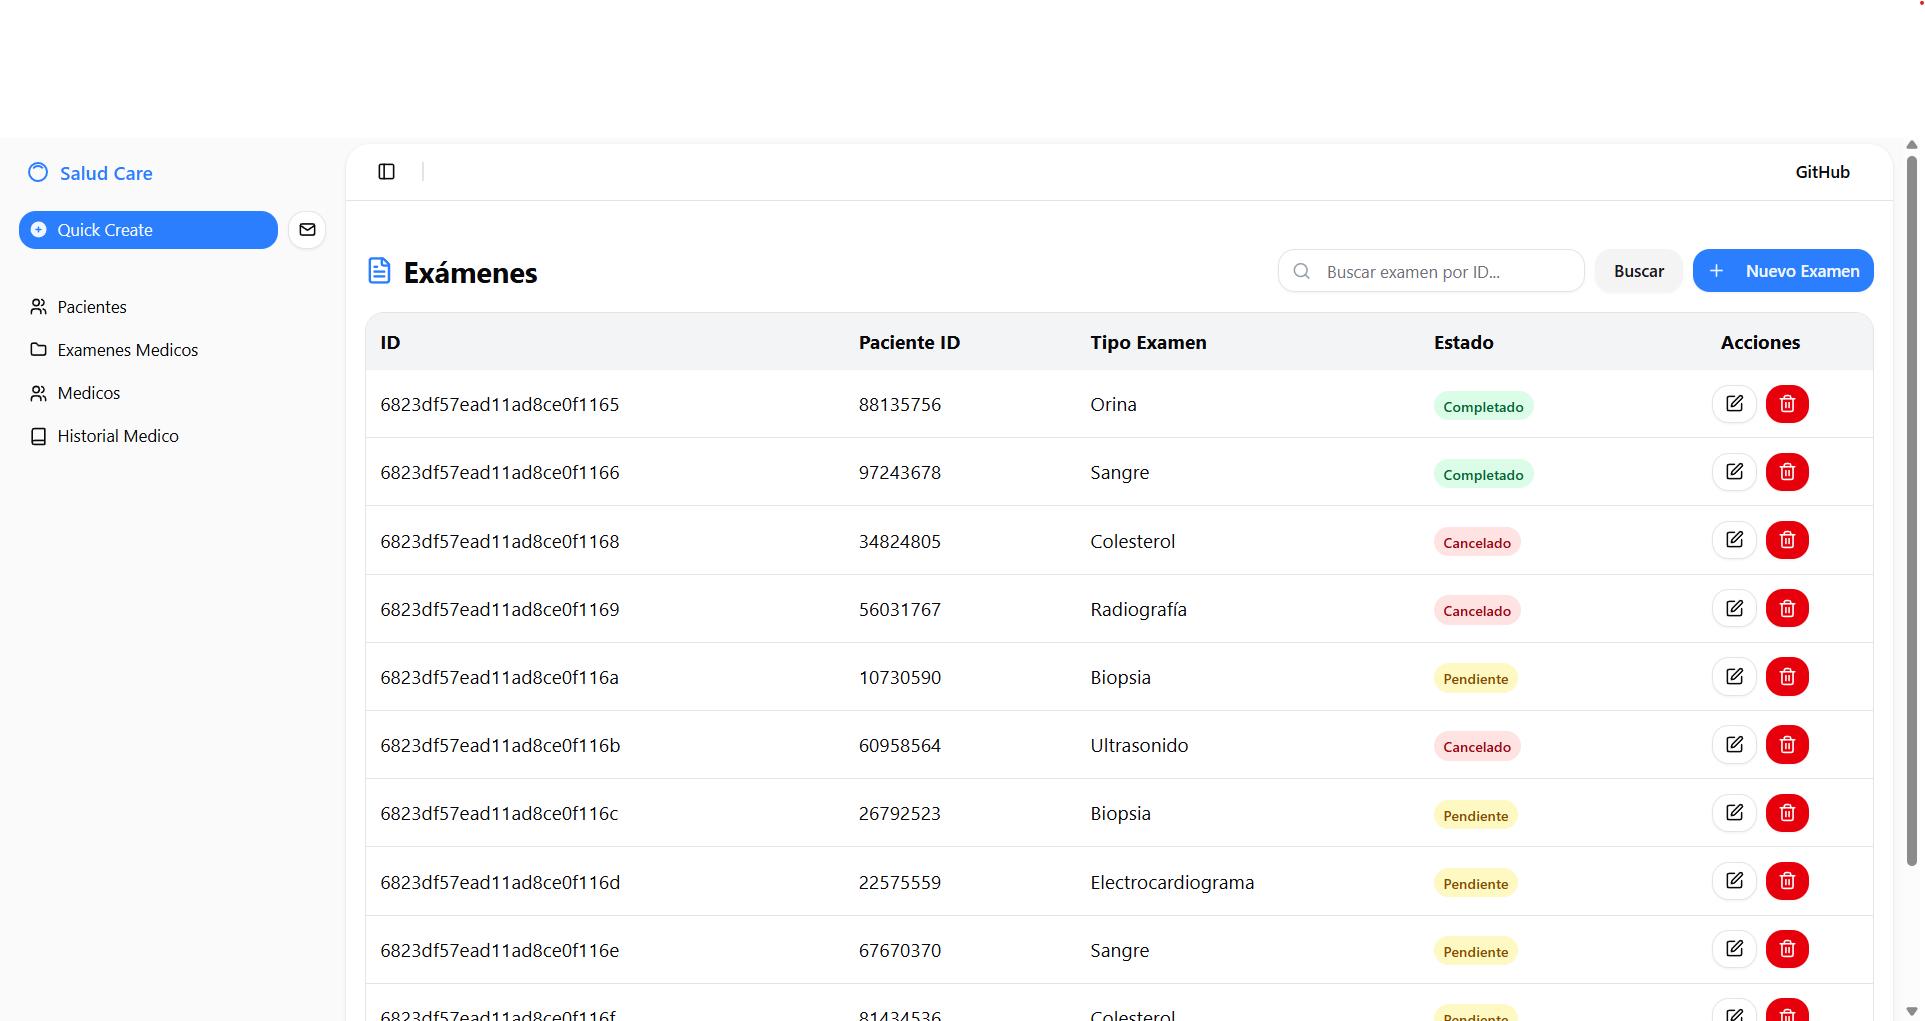 Salud Care
GitHub
Quick Create
Exámenes
Buscar examen por ID...
Buscar
Nuevo Examen
Pacientes
Examenes Medicos
Medicos
Historial Medico
ID Paciente ID Tipo Examen Estado Acciones
6823df57ead11ad8ce0f1165 88135756 Orina Completado
6823df57ead11ad8ce0f1166 97243678 Sangre Completado
6823df57ead11ad8ce0f1168 34824805 Colesterol Cancelado
6823df57ead11ad8ce0f1169 56031767 Radiografía Cancelado
6823df57ead11ad8ce0f116a 10730590 Biopsia Pendiente
6823df57ead11ad8ce0f116b 60958564 Ultrasonido Cancelado
6823df57ead11ad8ce0f116c 26792523 Biopsia Pendiente
6823df57ead11ad8ce0f116d 22575559 Electrocardiograma Pendiente
6823df57ead11ad8ce0f116e 67670370 Sangre Pendiente
6823df57ead11ad8ce0f116f 81434536 Colesterol Pendiente